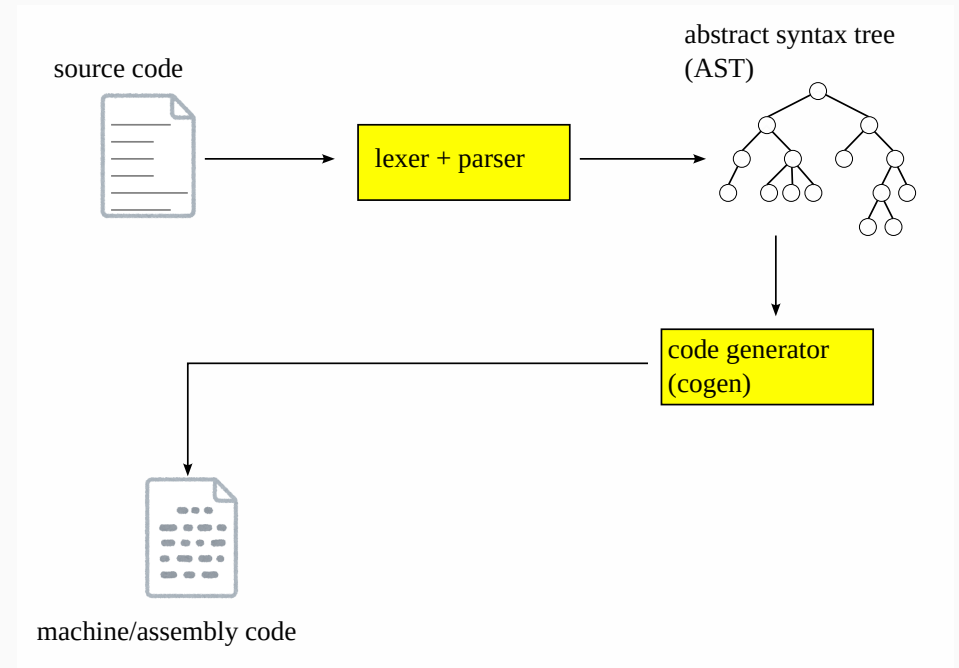 source code
lexer + parser
abstract syntax tree
(AST)
code generator
(cogen)
machine/assembly code